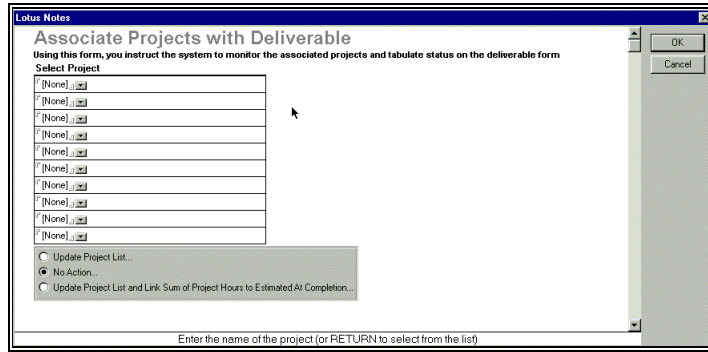 Lotus Notes
Associate Projects with Deliverable
Using this form, you instruct the system to monitor the associated projects and tabulate status on the deliverable form
Select Project
[None]
[None]
[None]
[None]
[None]
[None]
[None]
[None]
[None]
[None]
Update Project List...
No Action...
Update Project List and Link Sum of Project Hours to Estimated At Completion...
OK
Cancel
Enter the name of the project (or RETURN to select from the list)